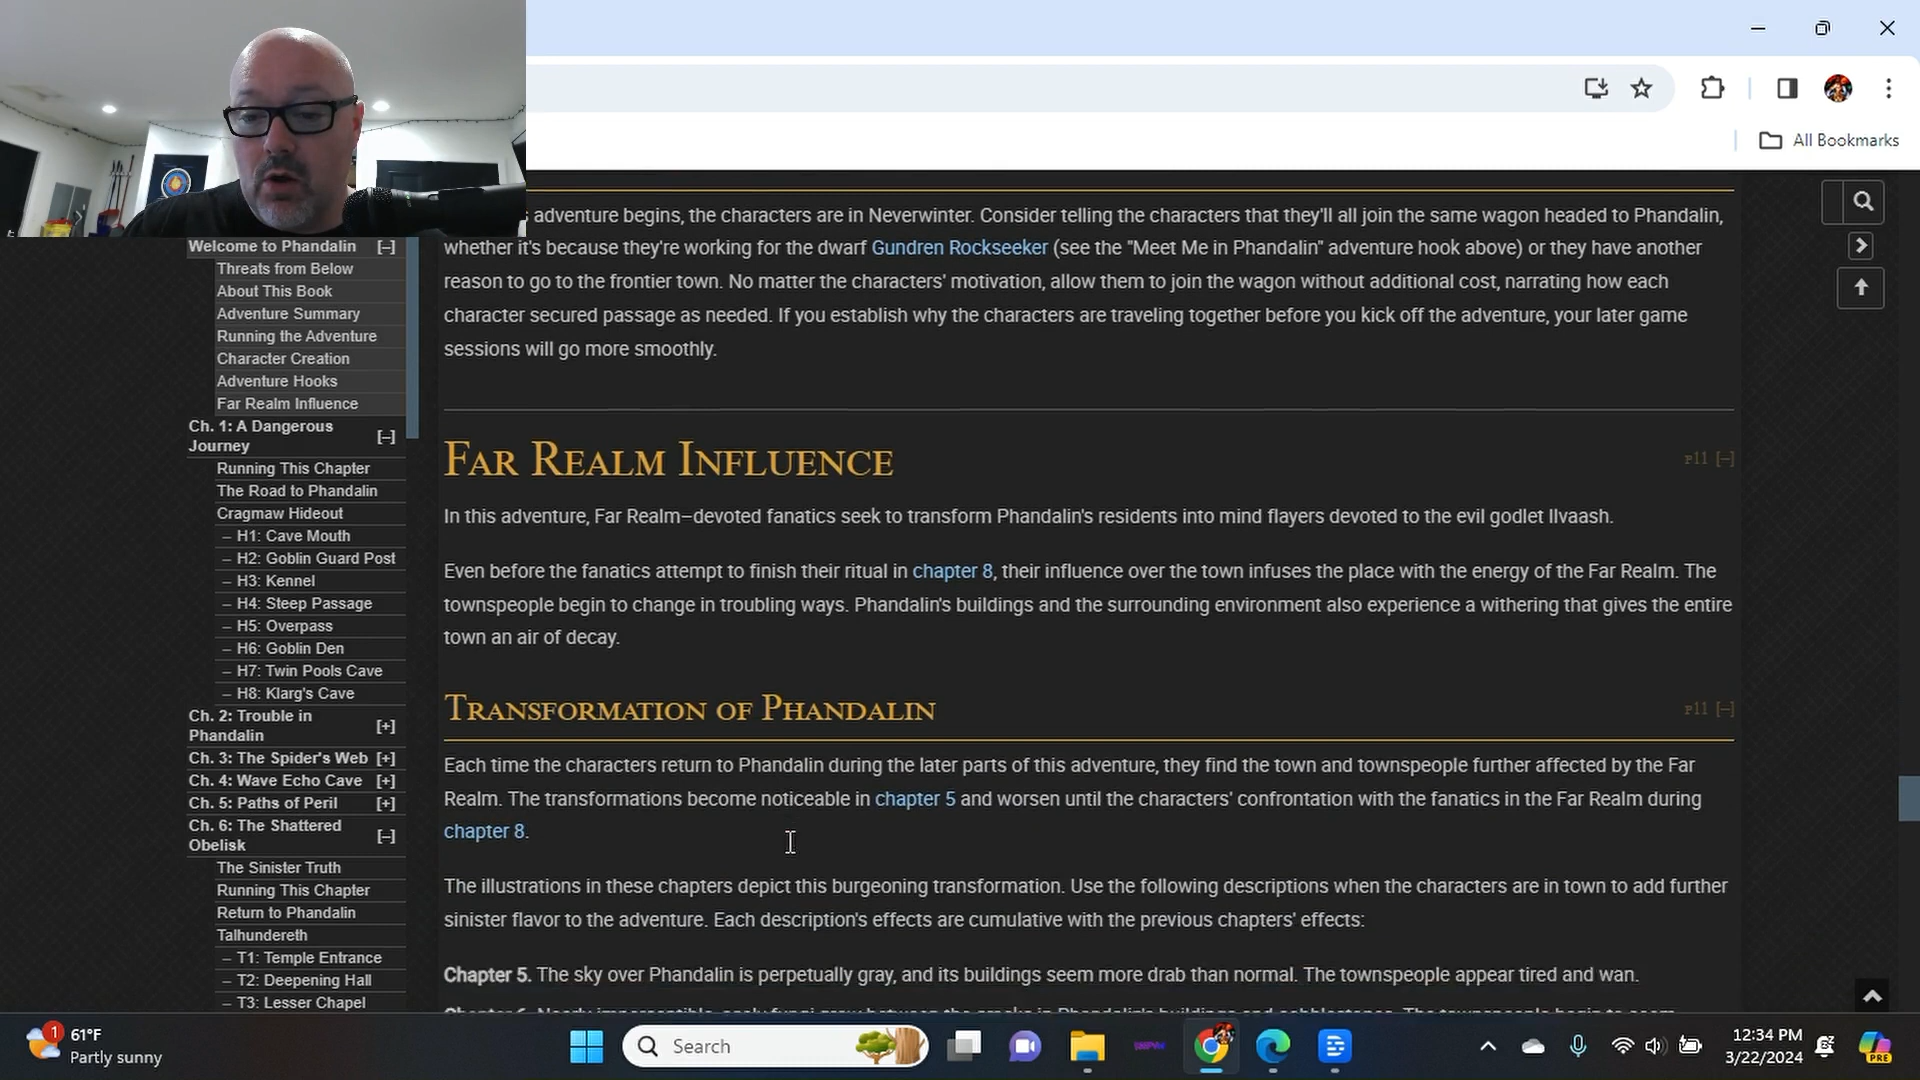 All Bookmarks
adventure begins, the characters are in Neverwinter. Consider telling the characters that they'll all join the same wagon headed to Phandalin,
whether it's because they're working for the dwarf Gundren Rockseeker (see the "Meet Me in Phandalin" adventure hook above) or they have another
reason to go to the frontier town. No matter the characters' motivation, allow them to join the wagon without additional cost, narrating how each
character secured passage as needed. If you establish why the characters are traveling together before you kick off the adventure, your later game
sessions will go more smoothly.
Far Realm Influence
P11 [–]
In this adventure, Far Realm–devoted fanatics seek to transform Phandalin's residents into mind flayers devoted to the evil godlet Ilvaash.
Even before the fanatics attempt to finish their ritual in chapter 8, their influence over the town infuses the place with the energy of the Far Realm. The
townspeople begin to change in troubling ways. Phandalin's buildings and the surrounding environment also experience a withering that gives the entire
town an air of decay.
Transformation of Phandalin
P11 [–]
Each time the characters return to Phandalin during the later parts of this adventure, they find the town and townspeople further affected by the Far
Realm. The transformations become noticeable in chapter 5 and worsen until the characters' confrontation with the fanatics in the Far Realm during
chapter 8.
The illustrations in these chapters depict this burgeoning transformation. Use the following descriptions when the characters are in town to add further
sinister flavor to the adventure. Each description's effects are cumulative with the previous chapters' effects:
Chapter 5. The sky over Phandalin is perpetually gray, and its buildings seem more drab than normal. The townspeople appear tired and wan.
Welcome to Phandalin [–]
Threats from Below
About This Book
Adventure Summary
Running the Adventure
Character Creation
Adventure Hooks
Far Realm Influence
Ch. 1: A Dangerous
Journey [–]
Running This Chapter
The Road to Phandalin
Cragmaw Hideout
– H1: Cave Mouth
– H2: Goblin Guard Post
– H3: Kennel
– H4: Steep Passage
– H5: Overpass
– H6: Goblin Den
– H7: Twin Pools Cave
– H8: Klarg's Cave
Ch. 2: Trouble in
Phandalin [+]
Ch. 3: The Spider's Web [+]
Ch. 4: Wave Echo Cave [+]
Ch. 5: Paths of Peril [+]
Ch. 6: The Shattered
Obelisk [–]
The Sinister Truth
Running This Chapter
Return to Phandalin
Talhundereth
– T1: Temple Entrance
– T2: Deepening Hall
– T3: Lesser Chapel
1
61°F
Partly sunny
Search
12:34 PM
3/22/2024
PRE